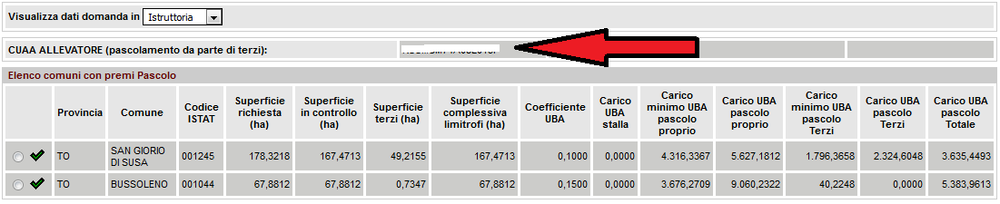 Visualizza dati domanda in Istruttoria
CUAA ALLEVATORE (pascolamento da parte di terzi):
Elenco comuni con premi Pascolo
Provincia Comune Codice ISTAT Superficie richiesta (ha) Superficie in controllo (ha) Superficie terzi (ha) Superficie complessiva limitrofi (ha) Coefficiente UBA Carico UBA stalla Carico minimo UBA pascolo proprio Carico UBA pascolo proprio Carico minimo UBA pascolo Terzi Carico UBA pascolo Terzi Carico UBA pascolo Totale
TO SAN GIORIO DI SUSA 001245 178,3218 167,4713 49,2155 167,4713 0,1000 0,0000 4.316,3367 5.627,1812 1.796,3658 2.324,6048 3.635,4493
TO BUSSOLENO 001044 67,8812 67,8812 0,7347 67,8812 0,1500 0,0000 3.676,2709 9.060,2322 40,2248 0,0000 5.383,9613